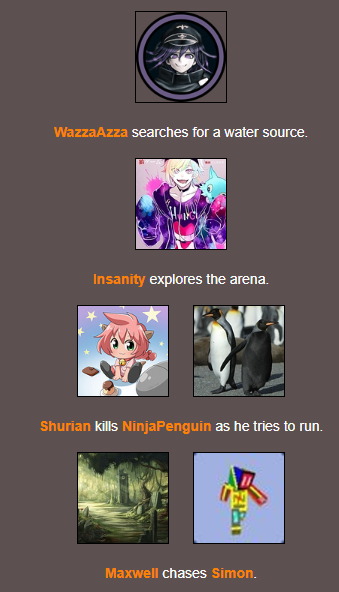 WazzaAzza searches for a water source.
Insanity explores the arena.
Shurian kills NinjaPenguin as he tries to run.
Maxwell chases Simon.